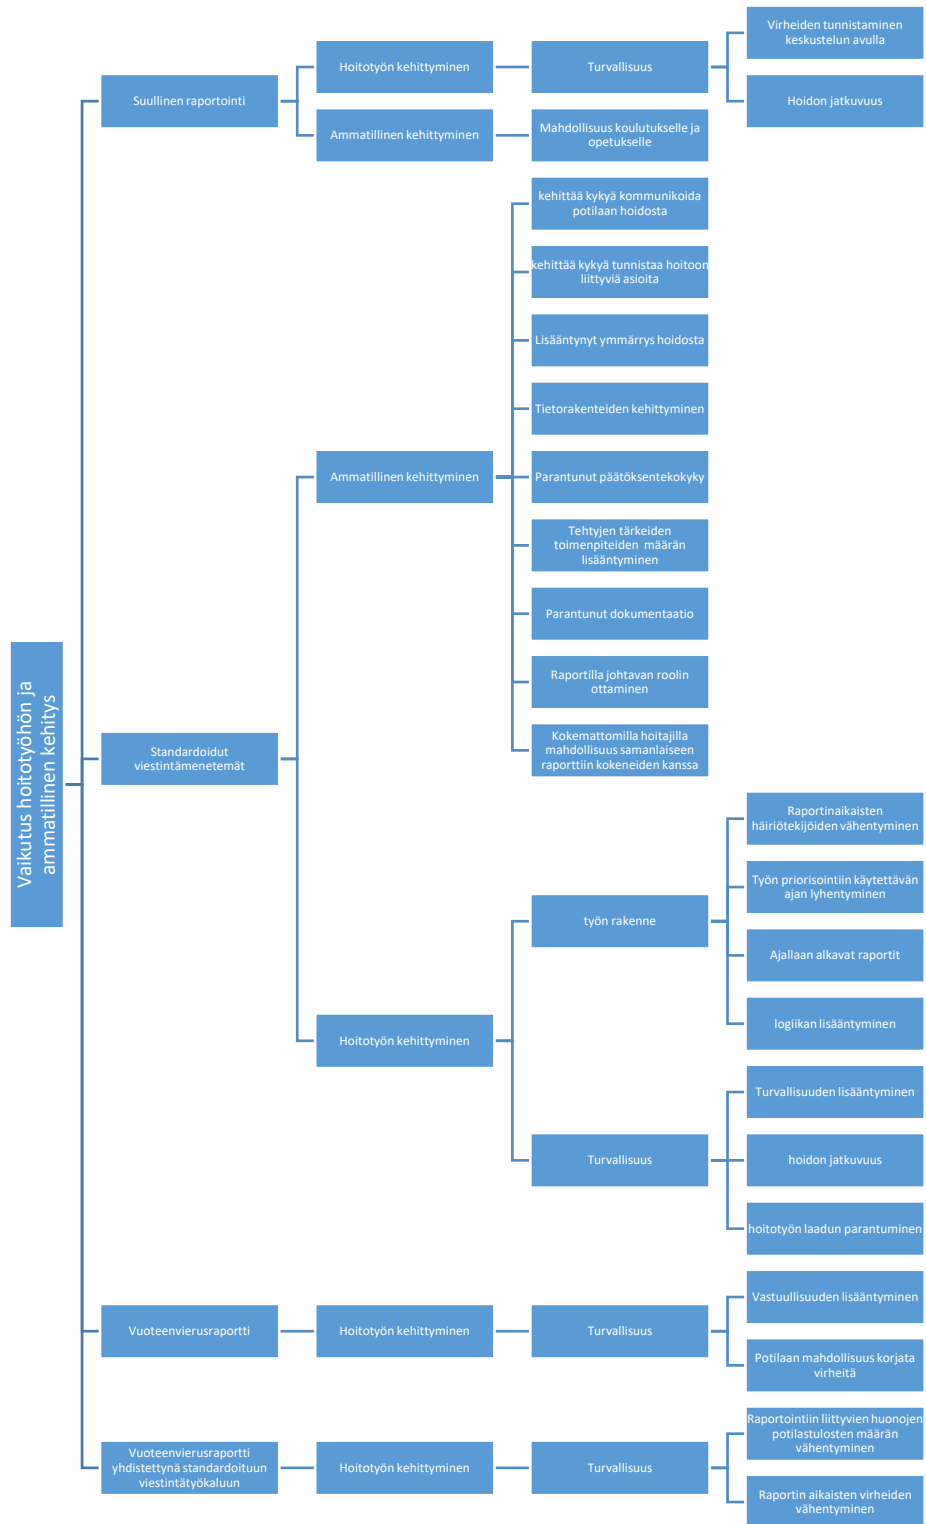 Vaikutus hoitotyöhön ja
ammatillinen kehitys
Suullinen raportointi
Hoitotyön kehittyminen
Turvallisuus
Virheiden tunnistaminen
keskustelun avulla
Hoidon jatkuvuus
Ammatillinen kehittyminen
Mahdollisuus koulutukselle ja
opetukselle
Standardoidut
viestintämenetemät
Ammatillinen kehittyminen
kehittää kykyä kommunikoida
potilaan hoidosta
kehittää kykyä tunnistaa hoitoon
liittyviä asioita
Lisääntynyt ymmärrys hoidosta
Tietorakenteiden kehittyminen
Parantunut päätöksentekokyky
Tehtyjen tärkeiden
toimenpiteiden määrän
lisääntyminen
Parantunut dokumentaatio
Raportilla johtavan roolin
ottaminen
Kokemattomilla hoitajilla
mahdollisuus samanlaiseen
raporttiin kokeneiden kanssa
Hoitotyön kehittyminen
työn rakenne
Raportinaikaisten
häiriötekijöiden vähentyminen
Työn priorisointiin käytettävän
ajan lyhentyminen
Ajallaan alkavat raportit
logiikan lisääntyminen
Turvallisuus
Turvallisuuden lisääntyminen
hoidon jatkuvuus
hoitotyön laadun parantuminen
Vuoteenvierusraportti
Hoitotyön kehittyminen
Turvallisuus
Vastuullisuuden lisääntyminen
Potilaan mahdollisuus korjata
virheitä
Vuoteenvierusraportti
yhdistettynä standardoituun
viestintätyökaluun
Hoitotyön kehittyminen
Turvallisuus
Raportointiin liittyvien huonojen
potilastulosten määrän
vähentyminen
Raportin aikaisten virheiden
vähentyminen